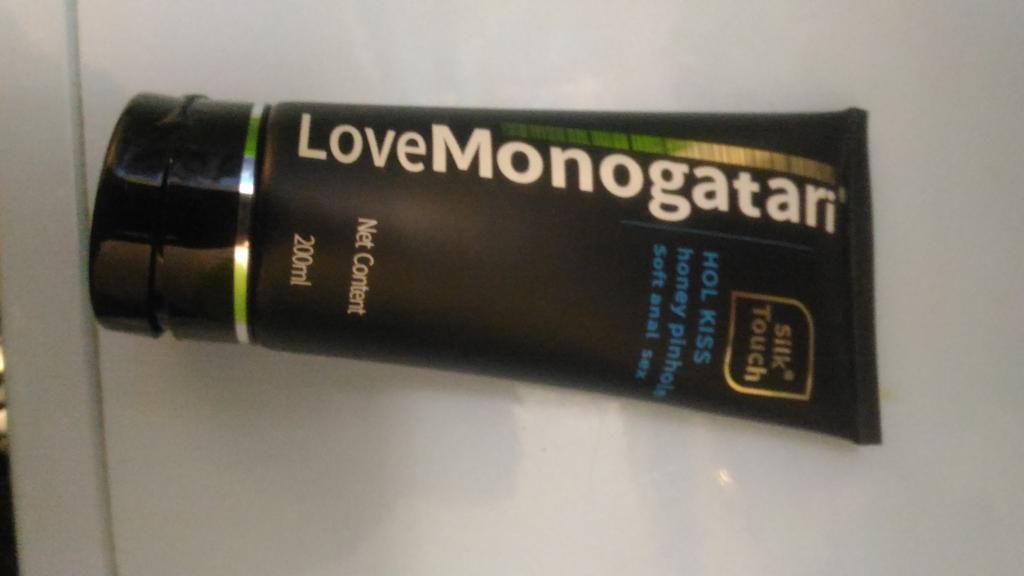 LoveMonogatari
Silk®
Touch
HOL KISS
honey pinhole
soft anal sex
Net Content
200ml